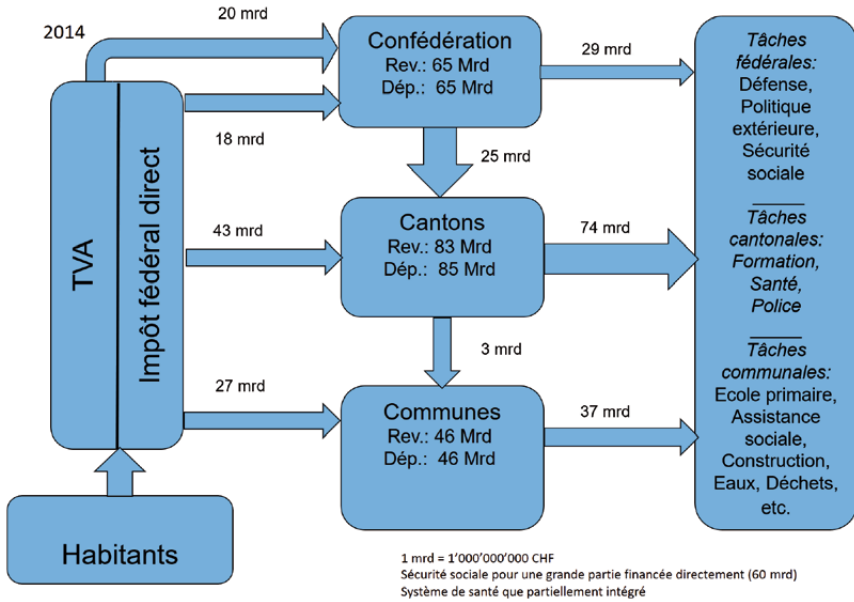 2014
20 mrd
18 mrd
43 mrd
27 mrd
TVA
Impôt fédéral direct
Habitants
Confédération
Rev.: 65 Mrd
Dép.: 65 Mrd
25 mrd
Cantons
Rev.: 83 Mrd
Dép.: 85 Mrd
3 mrd
Communes
Rev.: 46 Mrd
Dép.: 46 Mrd
29 mrd
74 mrd
37 mrd
Tâches
fédérales:
Défense,
Politique
extérieure,
Sécurité
sociale
Tâches
cantonales:
Formation,
Santé,
Police
Tâches
communales:
Ecole primaire,
Assistance
sociale,
Construction,
Eaux, Déchets,
etc.
1 mrd = 1'000'000'000 CHF
Sécurité sociale pour une grande partie financée directement (60 mrd)
Système de santé que partiellement intégré